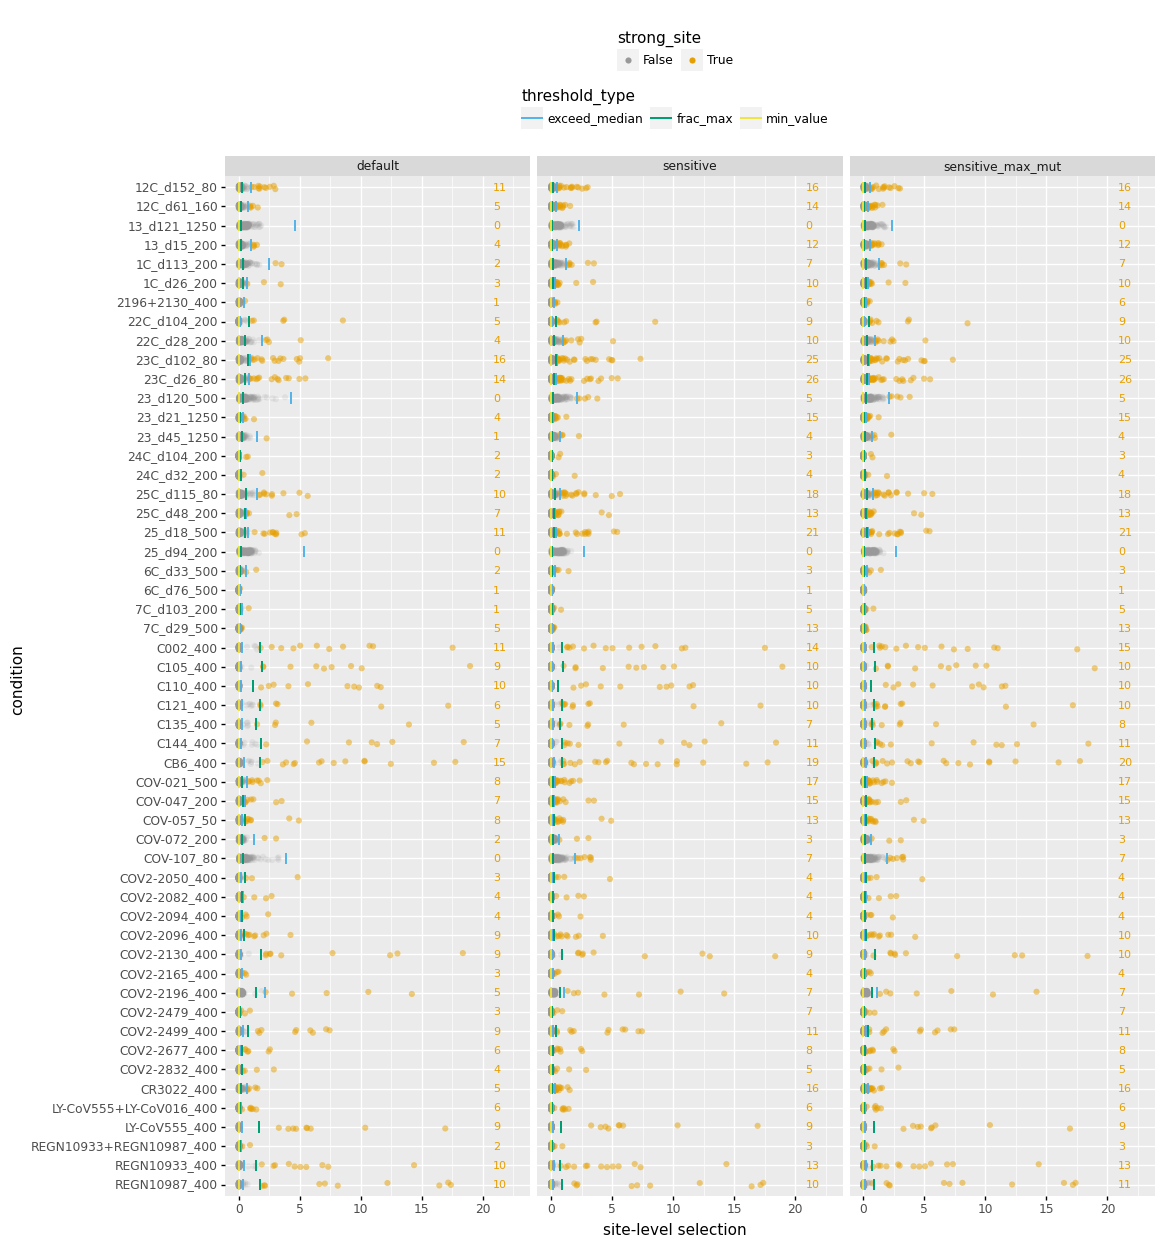 strong_site
False True
threshold_type
exceed_median frac_max min_value
default sensitive sensitive_max_mut
12C_d152_80 11 16 16
12C_d61_160 5 14 14
13_d121_1250 0 0 0
13_d15_200 4 12 12
1C_d113_200 2 7 7
1C_d26_200 3 10 10
2196+2130_400 1 6 6
22C_d104_200 5 9 9
22C_d28_200 4 10 10
23C_d102_80 16 25 25
23C_d26_80 14 26 26
23_d120_500 0 5 5
23_d21_1250 4 15 15
23_d45_1250 1 4 4
24C_d104_200 2 3 3
24C_d32_200 2 4 4
25C_d115_80 10 18 18
25C_d48_200 7 13 13
25_d18_500 11 21 21
25_d94_200 0 0 0
6C_d33_500 2 3 3
6C_d76_500 1 1 1
7C_d103_200 1 5 5
7C_d29_500 5 13 13
C002_400 11 14 15
C105_400 9 10 10
C110_400 10 10 10
C121_400 6 10 10
C135_400 5 7 8
C144_400 7 11 11
CB6_400 15 19 20
COV-021_500 8 17 17
COV-047_200 7 15 15
COV-057_50 8 13 13
COV-072_200 2 3 3
COV-107_80 0 7 7
COV2-2050_400 3 4 4
COV2-2082_400 4 4 4
COV2-2094_400 4 4 4
COV2-2096_400 9 10 10
COV2-2130_400 9 9 10
COV2-2165_400 3 4 4
COV2-2196_400 5 7 7
COV2-2479_400 3 7 7
COV2-2499_400 9 11 11
COV2-2677_400 6 8 8
COV2-2832_400 4 5 5
CR3022_400 5 16 16
LY-CoV555+LY-CoV016_400 6 6 6
LY-CoV555_400 9 9 9
REGN10933+REGN10987_400 2 3 3
REGN10933_400 10 13 13
REGN10987_400 10 10 11
0 5 10 15 20 0 5 10 15 20 0 5 10 15 20
site-level selection
condition